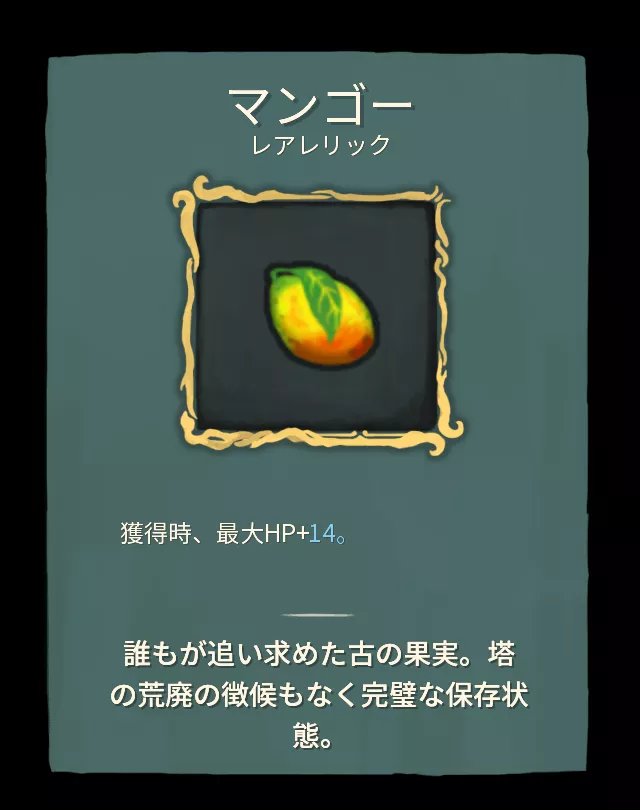 マンゴー
レアレリック
獲得時、最大HP+14。
誰もが追い求めた古の果実。塔
の荒廃の徴候もなく完璧な保存状
態。